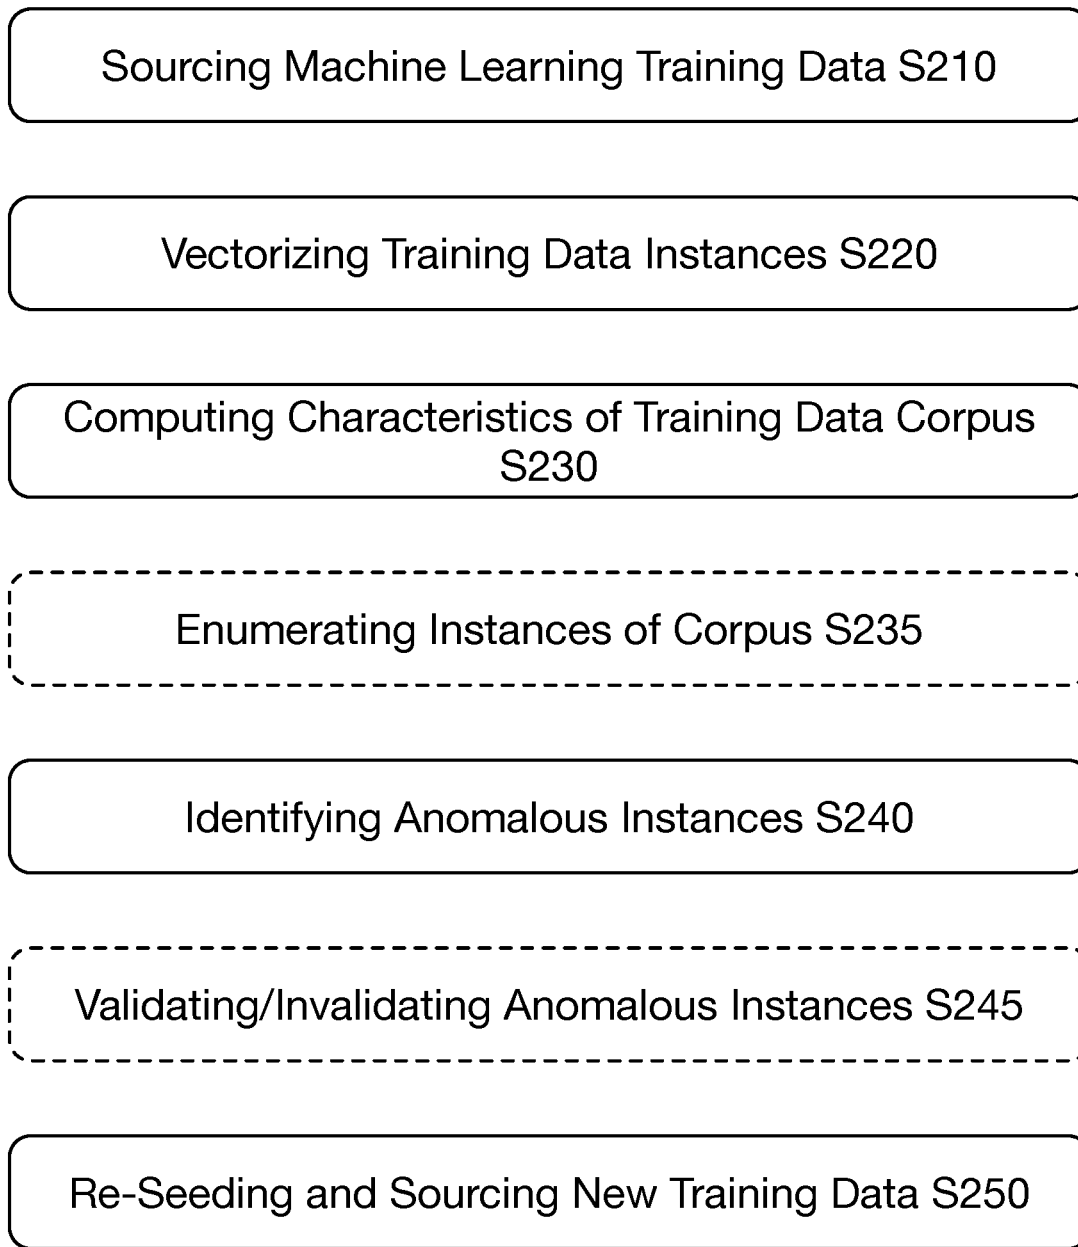 Sourcing Machine Learning Training Data S210
Vectorizing Training Data Instances S220
Computing Characteristics of Training Data Corpus
S230
Enumerating Instances of Corpus S235
Identifying Anomalous Instances S240
Validating/Invalidating Anomalous Instances S245
Re-Seeding and Sourcing New Training Data S250